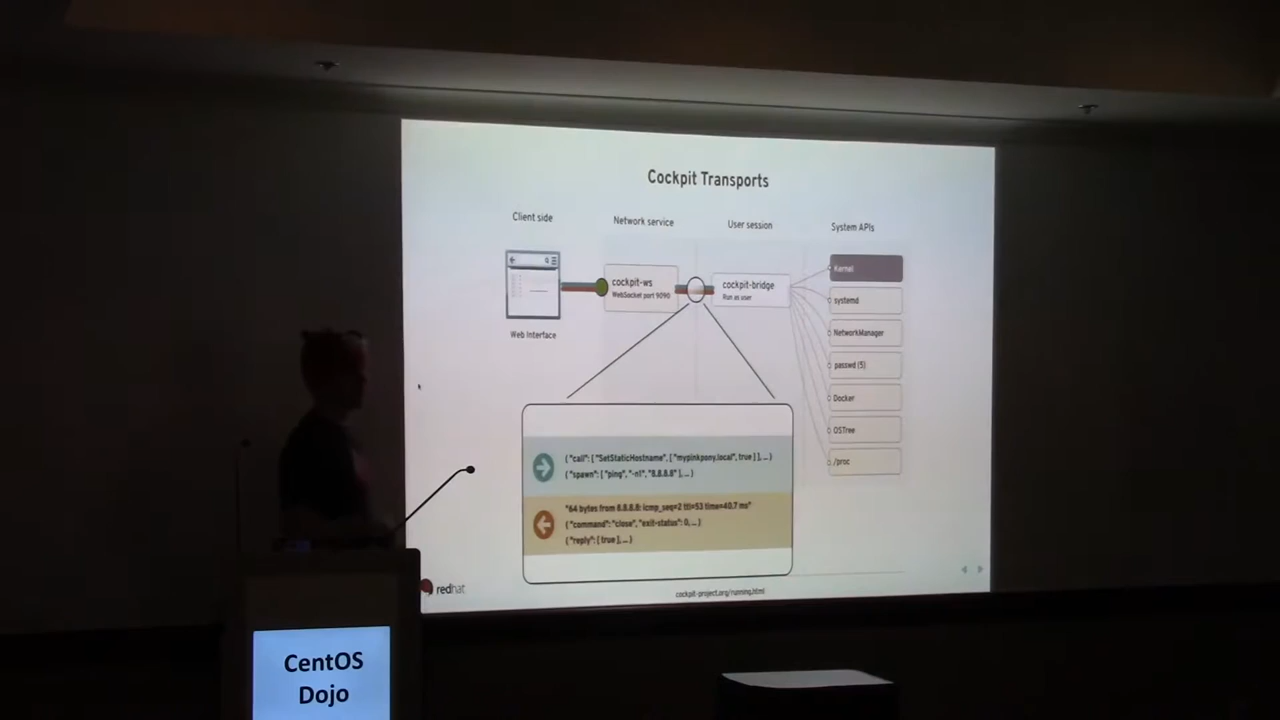 Cockpit Transports
Client side
Network service
User session
System APIs
cockpit-ws
WebSocket port 9090
cockpit-bridge
Run as user
Web Interface
Kernel
systemd
NetworkManager
passwd (5)
Docker
OSTree
/proc
{ "call": [ "SetStaticHostname", [ "mypinkpony.local", true ] ], ... }
{ "spawn": [ "ping", "-n1", "8.8.8.8" ], ... }
"64 bytes from 8.8.8.8: icmp_seq=2 ttl=53 time=40.7 ms"
{ "command": "close", "exit-status": 0, ... }
{ "reply": [ true ], ... }
redhat
cockpit-project.org/running.html
CentOS
Dojo